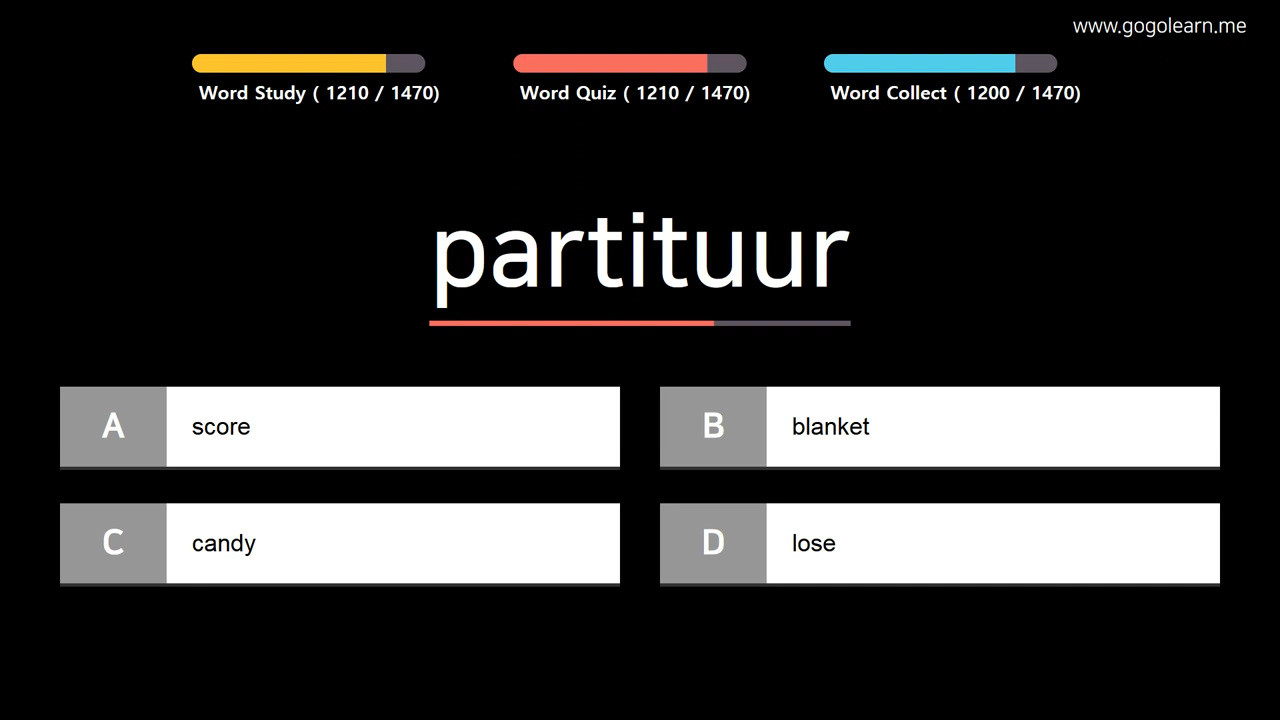 www.gogolearn.me
Word Study ( 1210 / 1470)
Word Quiz ( 1210 / 1470)
Word Collect ( 1200 / 1470)
partituur
A score
B blanket
C candy
D lose